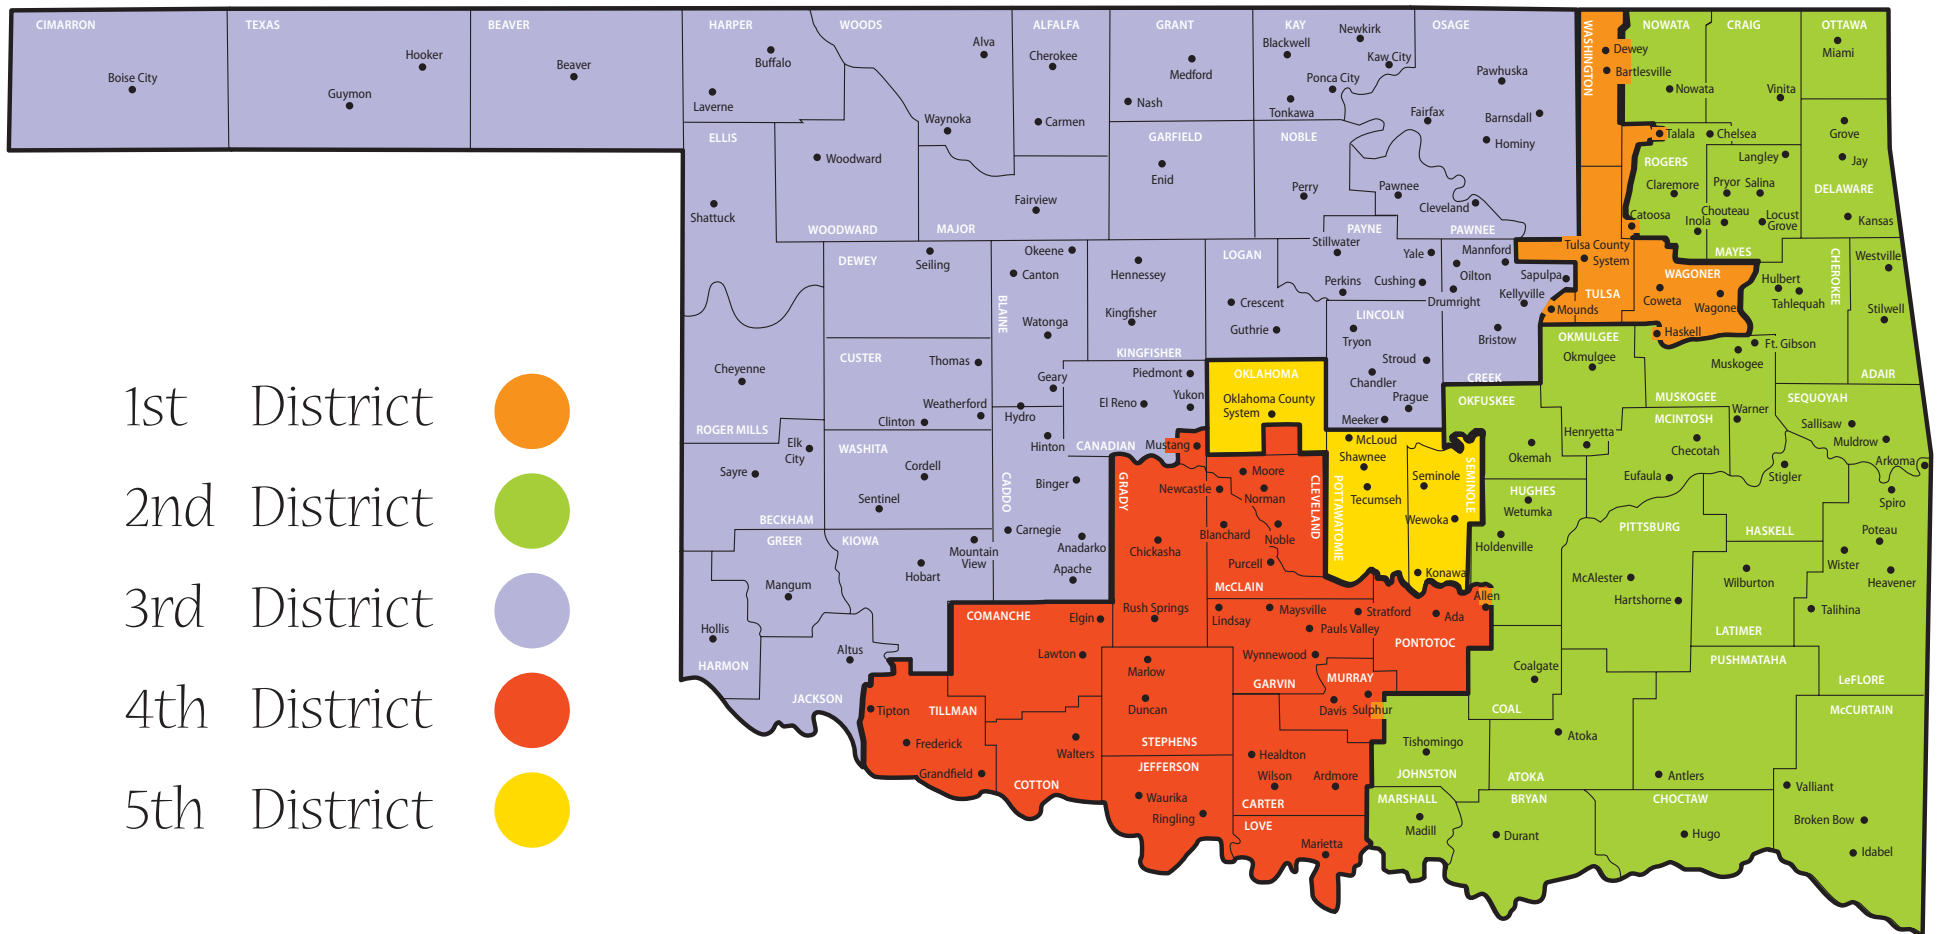 CIMARRON
TEXAS
BEAVER
HARPER
WOODS
ALFALFA
GRANT
KAY
OSAGE
WASHINGTON
NOWATA
CRAIG
OTTAWA
Boise City
Hooker
Guymon
Beaver
Buffalo
Laverne
Alva
Waynoka
Cherokee
Carmen
Medford
Nash
Newkirk
Blackwell
Kaw City
Ponca City
Tonkawa
Pawhuska
Fairfax
Barnsdall
Hominy
Dewey
Bartlesville
Nowata
Vinita
Miami
ELLIS
Woodward
Shattuck
WOODWARD
MAJOR
Fairview
GARFIELD
Enid
NOBLE
Perry
Pawnee
Cleveland
PAYNE
PAWNEE
Talala
Chelsea
Grove
Langley
Jay
ROGERS
Claremore
Pryor
Salina
DELAWARE
Catoosa
Inola
Chouteau
Locust
Grove
Kansas
MAYES
DEWEY
Seiling
Okeene
Canton
BLAINE
Watonga
Hennessey
Kingfisher
KINGFISHER
LOGAN
Crescent
Guthrie
Stillwater
Perkins
Yale
Cushing
Mannford
Oilton
Drumright
Sapulpa
Kellyville
Bristow
CREEK
Tulsa County
System
TULSA
Mounds
WAGONER
Coweta
Wagoner
Haskell
CHEROKEE
Hulbert
Tahlequah
Westville
Stilwell
ADAIR
LINCOLN
Tryon
Stroud
Chandler
Prague
Meeker
Cheyenne
ROGER MILLS
CUSTER
Thomas
Weatherford
Clinton
Geary
Hydro
Hinton
Piedmont
El Reno
Yukon
CANADIAN
Mustang
OKLAHOMA
Oklahoma County
System
OKMULGEE
Okmulgee
Henryetta
OKFUSKEE
Okemah
Ft. Gibson
Muskogee
MUSKOGEE
MCINTOSH
Warner
Checotah
Eufaula
SEQUOYAH
Sallisaw
Muldrow
Arkoma
1st District
2nd District
3rd District
4th District
5th District
Elk
City
Sayre
BECKHAM
WASHITA
Cordell
Sentinel
CADDO
Binger
Carnegie
Anadarko
Apache
GRADY
Chickasha
Rush Springs
Newcastle
Blanchard
Moore
Norman
Noble
Purcell
CLEVELAND
McCLAIN
McLoud
Shawnee
Tecumseh
POTTAWATOMIE
Seminole
Wewoka
Konawa
SEMINOLE
HUGHES
Wetumka
Holdenville
Allen
PITTSBURG
McAlester
Hartshorne
HASKELL
Stigler
Spiro
Poteau
Wister
Heavener
Wilburton
Talihina
LATIMER
LeFLORE
GREER
Mangum
KIOWA
Hobart
Mountain
View
Hollis
HARMON
Altus
JACKSON
COMANCHE
Elgin
Lawton
Tipton
TILLMAN
Frederick
Grandfield
COTTON
Walters
Marlow
Duncan
STEPHENS
JEFFERSON
Waurika
Ringling
Lindsay
Maysville
Pauls Valley
Stratford
Wynnewood
GARVIN
Ada
PONTOTOC
MURRAY
Davis
Sulphur
Healdton
Wilson
Ardmore
CARTER
LOVE
Marietta
Coalgate
COAL
Tishomingo
JOHNSTON
Atoka
ATOKA
PUSHMATAHA
Antlers
McCURTAIN
Valliant
Broken Bow
Idabel
MARSHALL
Madill
BRYAN
Durant
CHOCTAW
Hugo